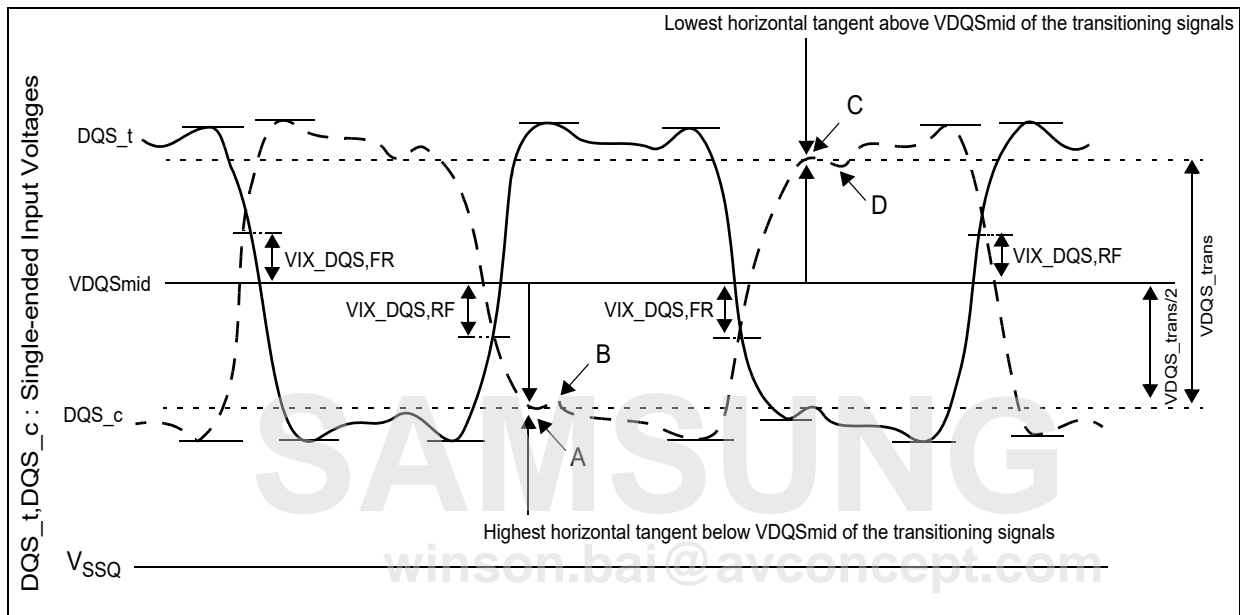 Lowest horizontal tangent above VDQSmid of the transitioning signals
DQS_t,DQS_c : Single-ended Input Voltages
DQS_t
C
D
VIX_DQS,FR
VIX_DQS,RF
VDQSmid
VIX_DQS,RF
VIX_DQS,FR
VDQS_trans/2
VDQS_trans
B
DQS_c
A
SAMSUNG
Highest horizontal tangent below VDQSmid of the transitioning signals
winson.bai@avconcept.com
VSSQ